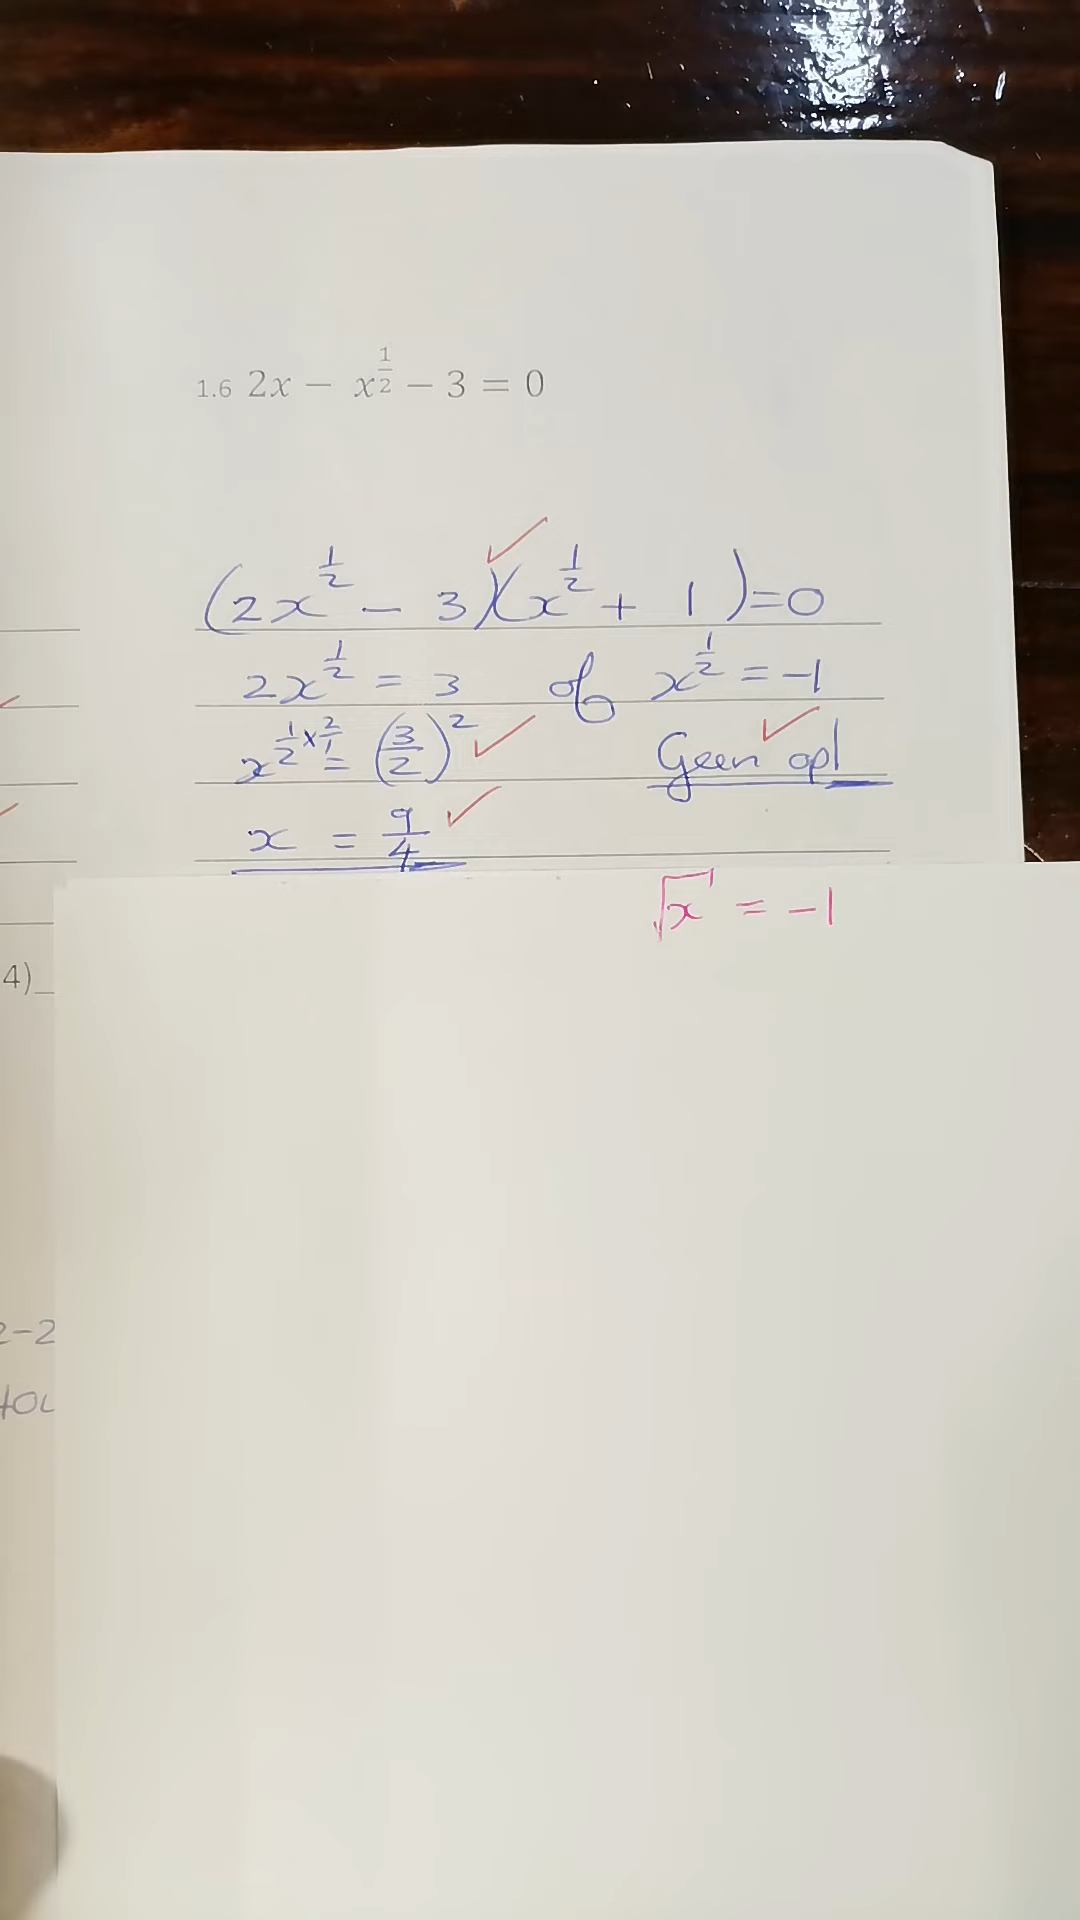 1.6 2x − x^(1/2) − 3 = 0
(2x^(1/2) − 3)(x^(1/2) + 1) = 0
2x^(1/2) = 3 of x^(1/2) = −1
x^(1/2 × 2/1) = (3/2)^2 Geen opl
x = 9/4
√x = −1
4)_
2−2